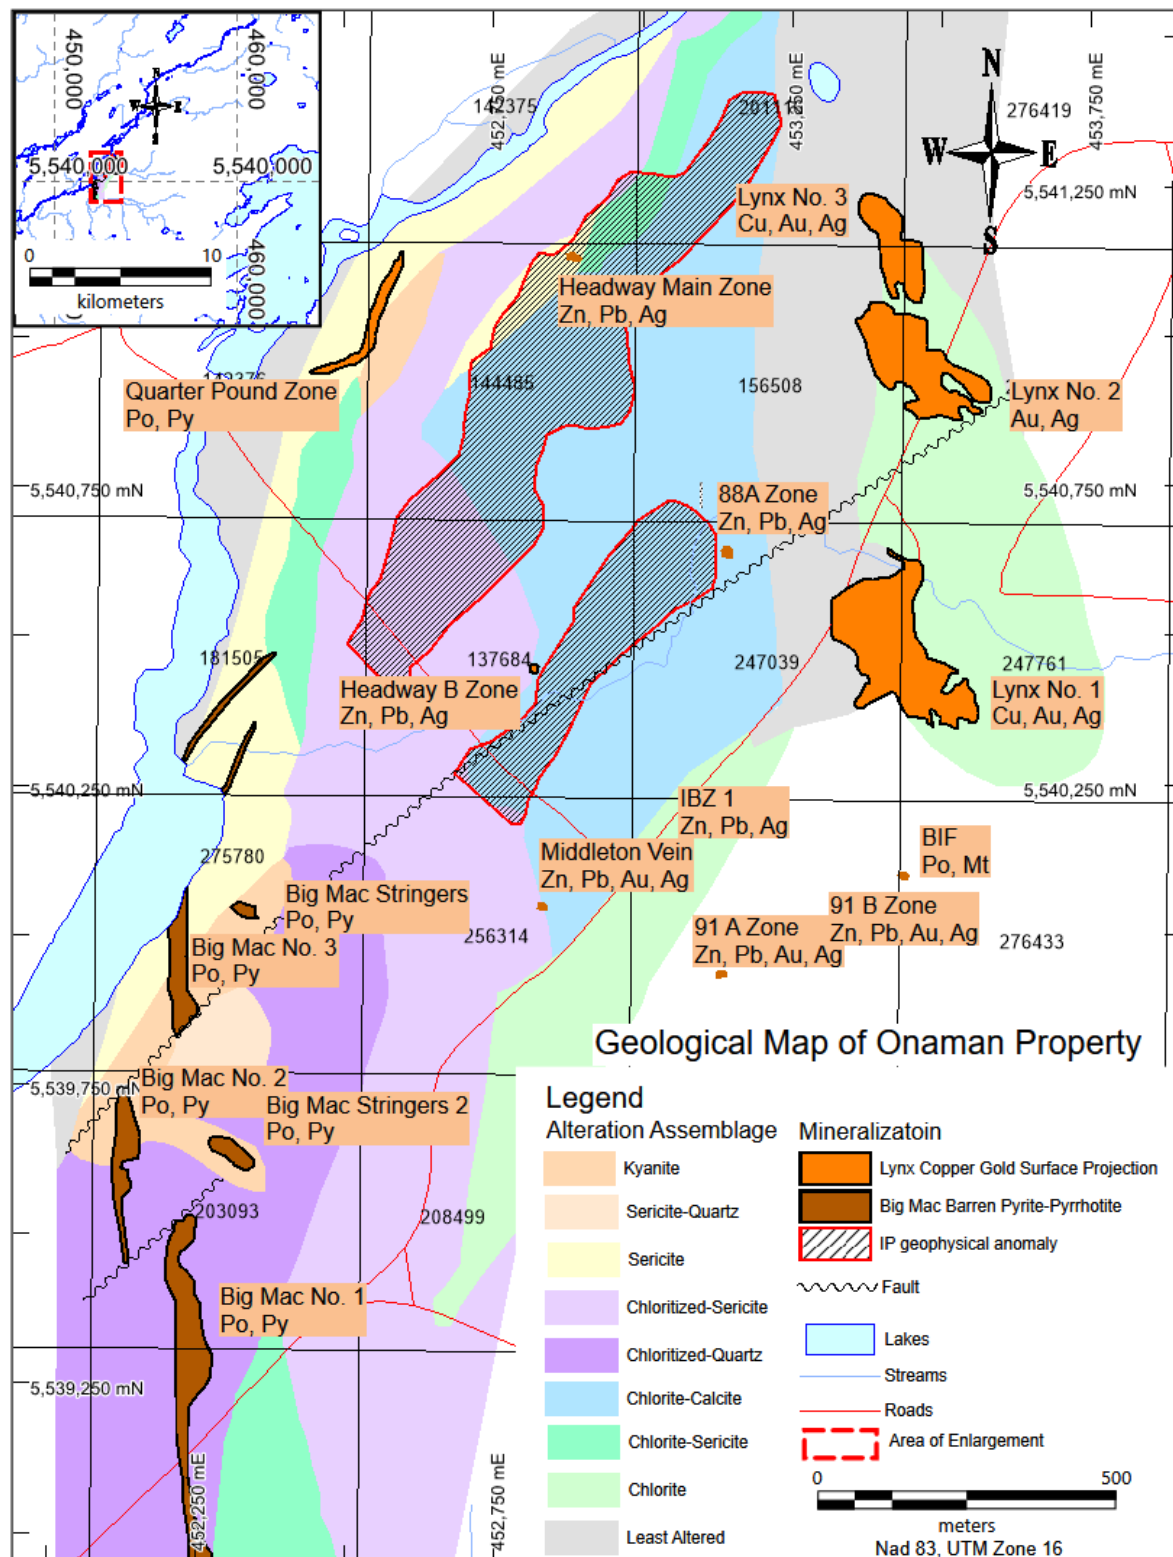 450,000
460,000
N
W E
S
5,540,000
5,540,000
460,000
0 10
kilometers
452,750 mE
453,250 mE
453,750 mE
142375
276419
N
W E
S
5,541,250 mN
Lynx No. 3
Cu, Au, Ag
Headway Main Zone
Zn, Pb, Ag
144485
156508
Quarter Pound Zone
Po, Py
Lynx No. 2
Au, Ag
5,540,750 mN
5,540,750 mN
88A Zone
Zn, Pb, Ag
181505
137684
247039
247761
Headway B Zone
Zn, Pb, Ag
Lynx No. 1
Cu, Au, Ag
5,540,250 mN
5,540,250 mN
IBZ 1
Zn, Pb, Ag
BIF
Po, Mt
275780
Middleton Vein
Zn, Pb, Au, Ag
Big Mac Stringers
Po, Py
91 B Zone
Zn, Pb, Au, Ag
256314
276433
Big Mac No. 3
Po, Py
91 A Zone
Zn, Pb, Au, Ag
Geological Map of Onaman Property
5,539,750 mN
Big Mac No. 2
Po, Py
Big Mac Stringers 2
Po, Py
203093
208499
Big Mac No. 1
Po, Py
5,539,250 mN
452,250 mE
452,750 mE
Legend
Alteration Assemblage
Kyanite
Sericite-Quartz
Sericite
Chloritized-Sericite
Chloritized-Quartz
Chlorite-Calcite
Chlorite-Sericite
Chlorite
Least Altered
Mineralizatoin
Lynx Copper Gold Surface Projection
Big Mac Barren Pyrite-Pyrrhotite
IP geophysical anomaly
Fault
Lakes
Streams
Roads
Area of Enlargement
0 500
meters
Nad 83, UTM Zone 16